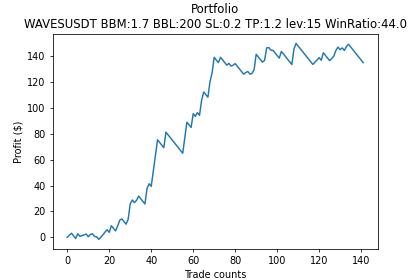 Portfolio
WAVESUSDT BBM:1.7 BBL:200 SL:0.2 TP:1.2 lev:15 WinRatio:44.0
Profit ($)
140
120
100
80
60
40
20
0
0 20 40 60 80 100 120 140
Trade counts